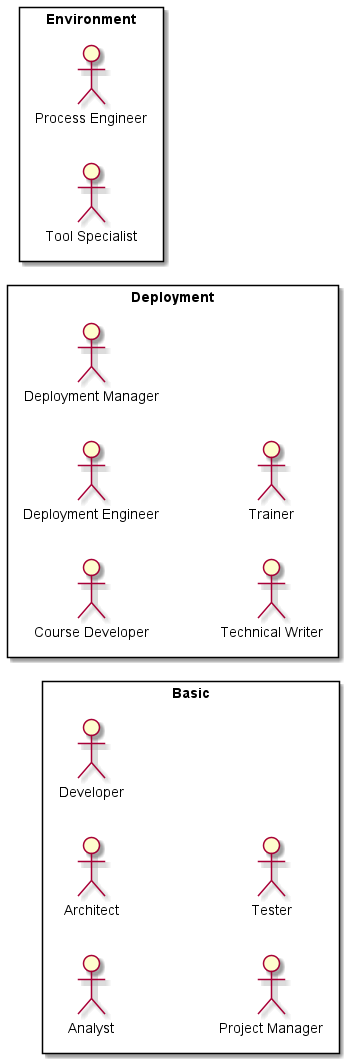 Environment
Process Engineer
Tool Specialist
Deployment
Deployment Manager
Deployment Engineer
Trainer
Course Developer
Technical Writer
Basic
Developer
Architect
Tester
Analyst
Project Manager